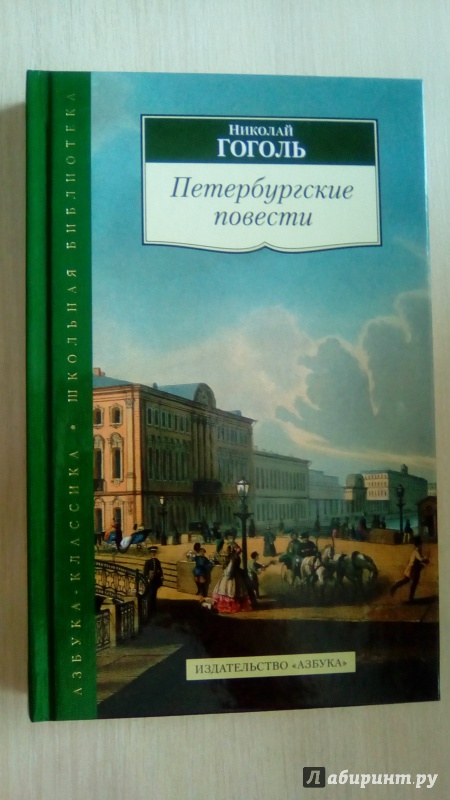 НИКОЛАЙ
ГОГОЛЬ
Петербургские
повести
АЗБУКА-КЛАССИКА • ШКОЛЬНАЯ БИБЛИОТЕКА
ИЗДАТЕЛЬСТВО «АЗБУКА»
Лабиринт.ру